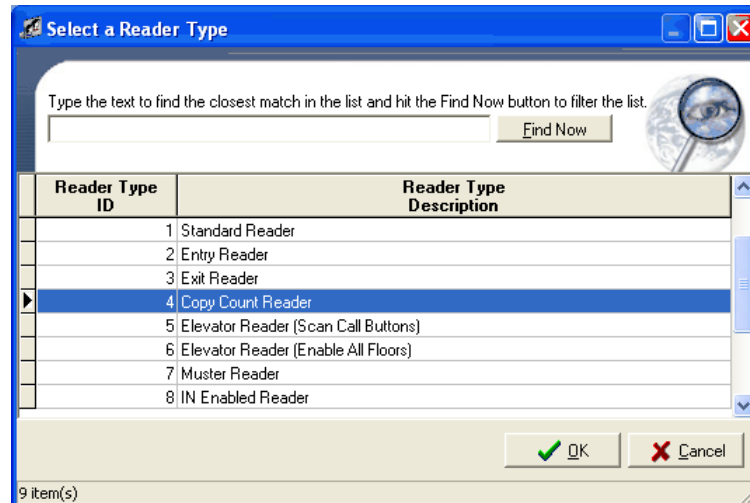 Select a Reader Type
Type the text to find the closest match in the list and hit the Find Now button to filter the list.
Find Now
Reader Type ID Reader Type Description
1 Standard Reader
2 Entry Reader
3 Exit Reader
4 Copy Count Reader
5 Elevator Reader (Scan Call Buttons)
6 Elevator Reader (Enable All Floors)
7 Muster Reader
8 IN Enabled Reader
OK Cancel
9 item(s)